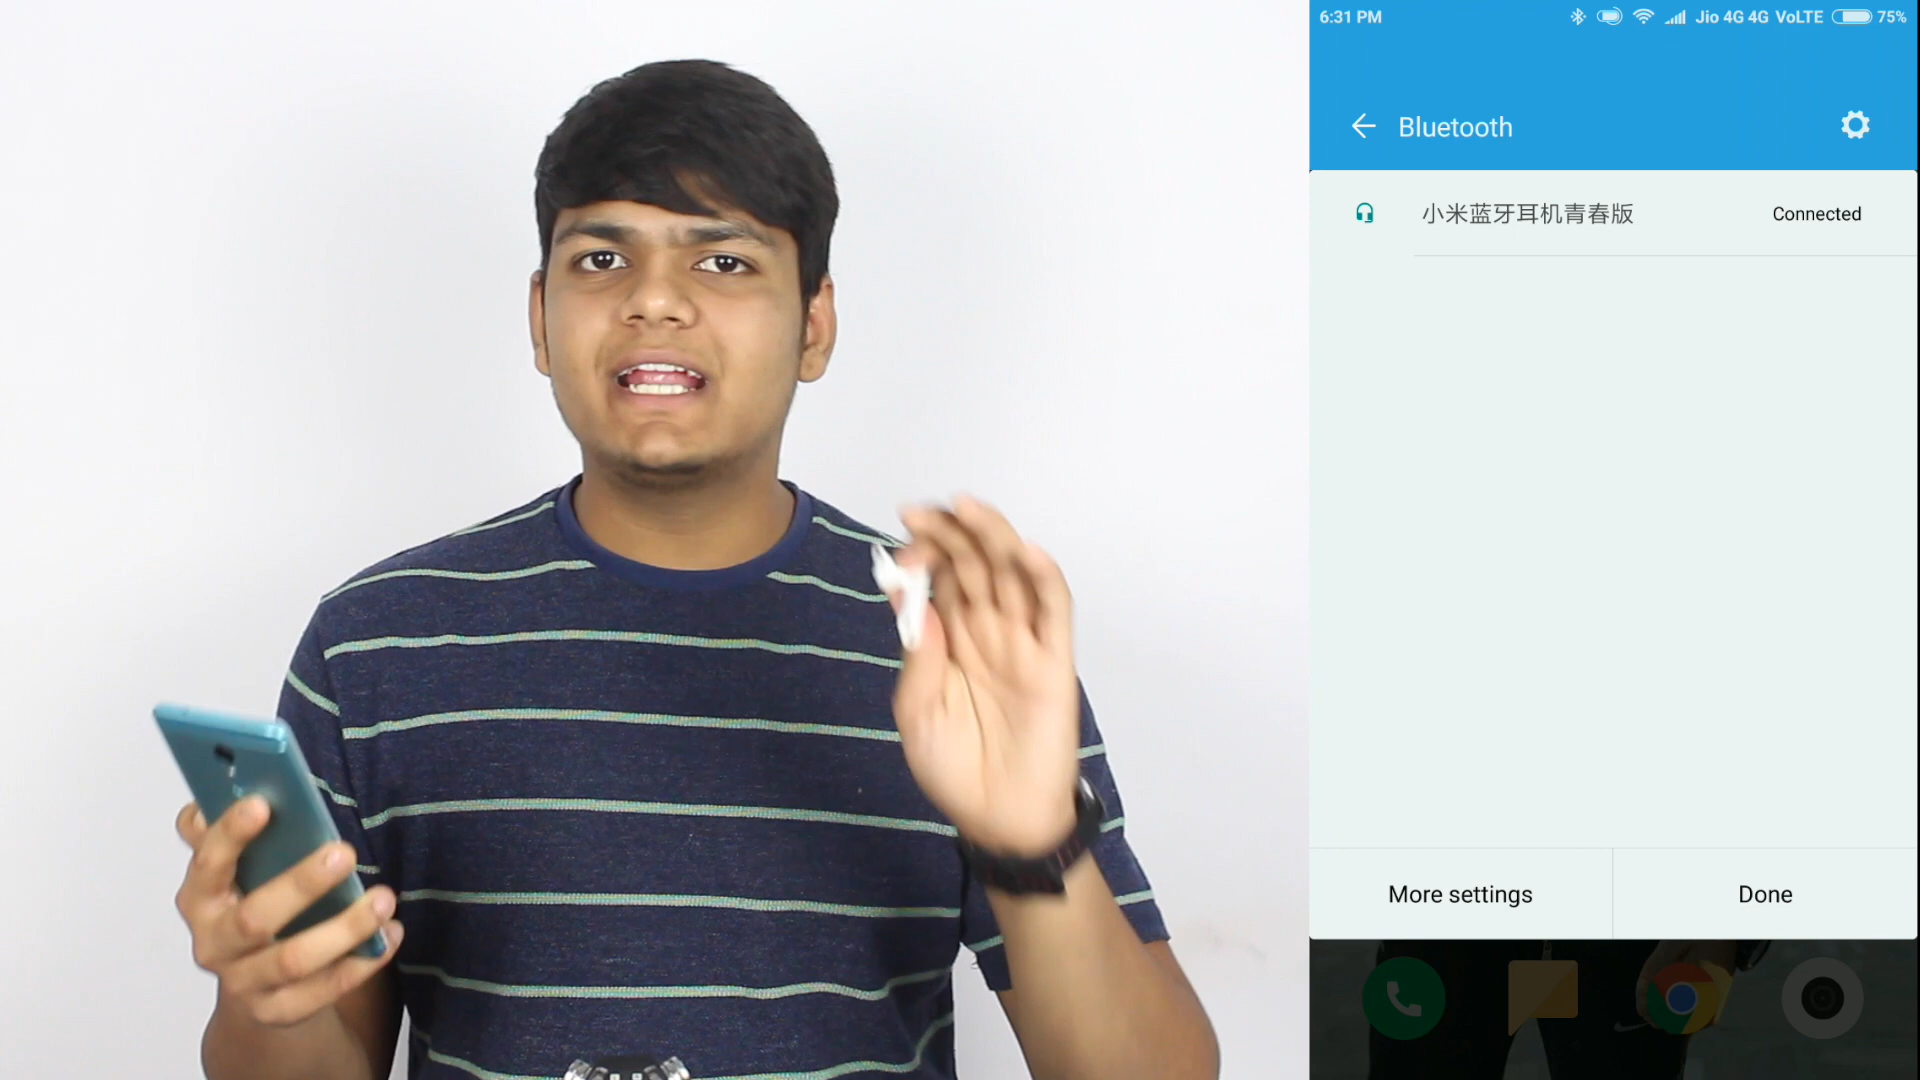 6:31 PM Jio 4G 4G VoLTE 75%
Bluetooth
小米蓝牙耳机青春版 Connected
More settings Done